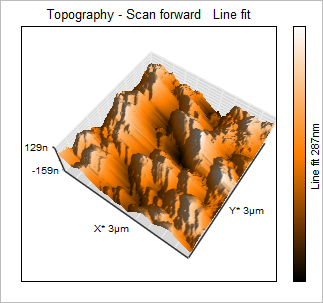 Topography - Scan forward Line fit
129n
-159n
X* 3µm
Y* 3µm
Line fit 287nm